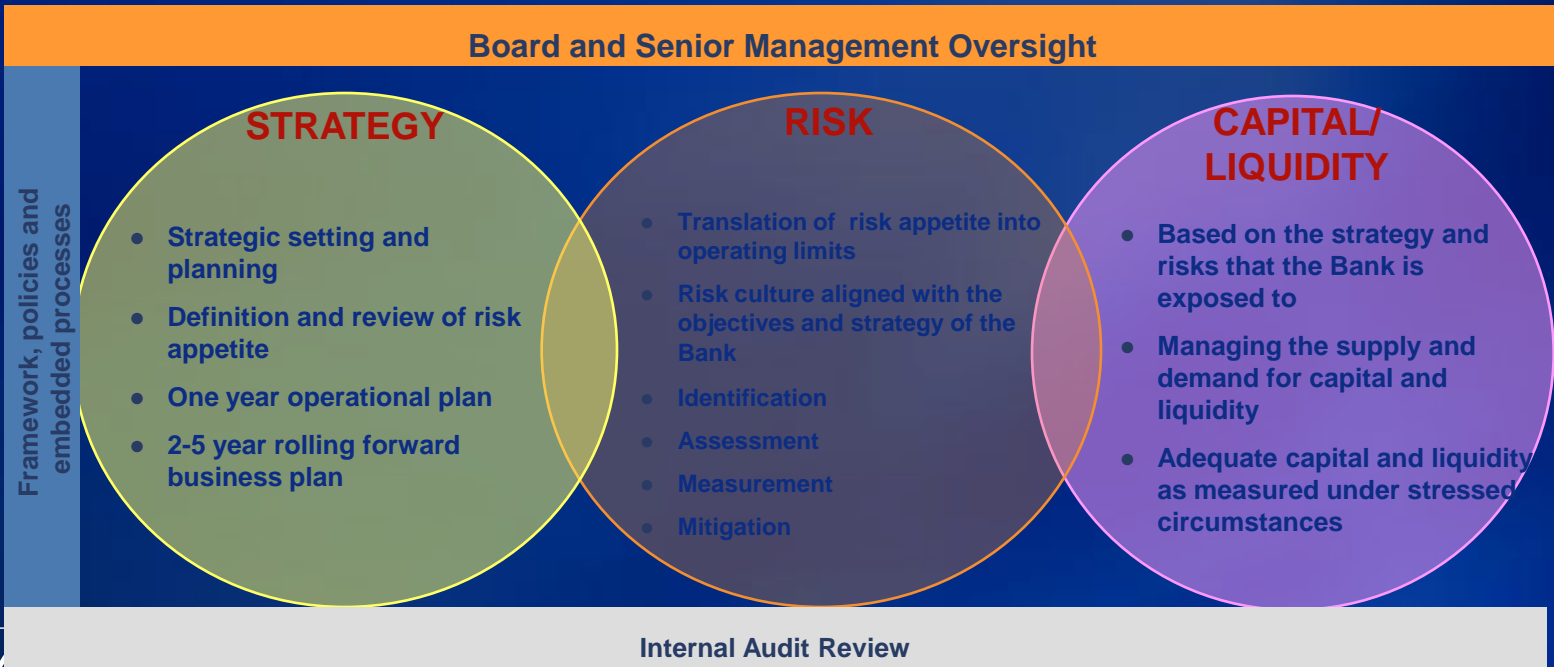 Board and Senior Management Oversight
Framework, policies and
embedded processes
STRATEGY
● Strategic setting and
planning
● Definition and review of risk
appetite
● One year operational plan
● 2-5 year rolling forward
business plan
RISK
● Translation of risk appetite into
operating limits
● Risk culture aligned with the
objectives and strategy of the
Bank
● Identification
● Assessment
● Measurement
● Mitigation
CAPITAL/
LIQUIDITY
● Based on the strategy and
risks that the Bank is
exposed to
● Managing the supply and
demand for capital and
liquidity
● Adequate capital and liquidity
as measured under stressed
circumstances
Internal Audit Review